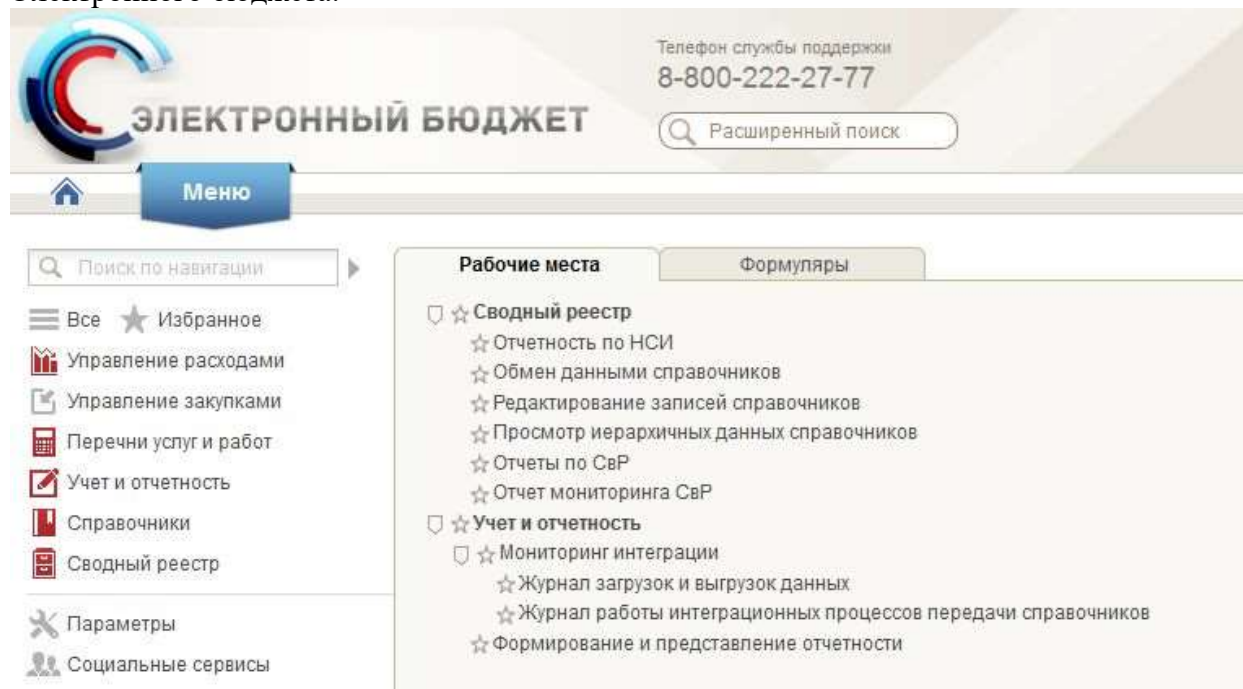 Электронного бюджета.
Телефон службы поддержки
8-800-222-27-77
ЭЛЕКТРОННЫЙ БЮДЖЕТ
Расширенный поиск
Меню
Поиск по навигации
Все Избранное
Управление расходами
Управление закупками
Перечни услуг и работ
Учет и отчетность
Справочники
Сводный реестр
Параметры
Социальные сервисы
Рабочие места
Формуляры
Сводный реестр
Отчетность по НСИ
Обмен данными справочников
Редактирование записей справочников
Просмотр иерархичных данных справочников
Отчеты по СвР
Отчет мониторинга СвР
Учет и отчетность
Мониторинг интеграции
Журнал загрузок и выгрузок данных
Журнал работы интеграционных процессов передачи справочников
Формирование и представление отчетности